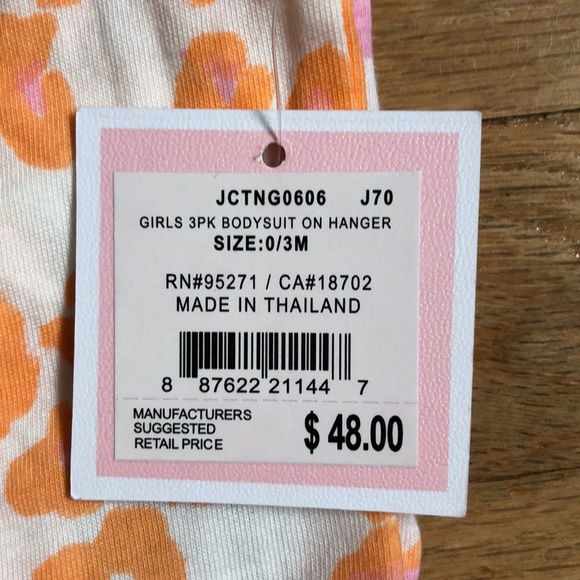 JCTNG0606 J70
GIRLS 3PK BODYSUIT ON HANGER
SIZE:0/3M
RN#95271 / CA#18702
MADE IN THAILAND
8 87622 21144 7
MANUFACTURERS
SUGGESTED
RETAIL PRICE
$ 48.00